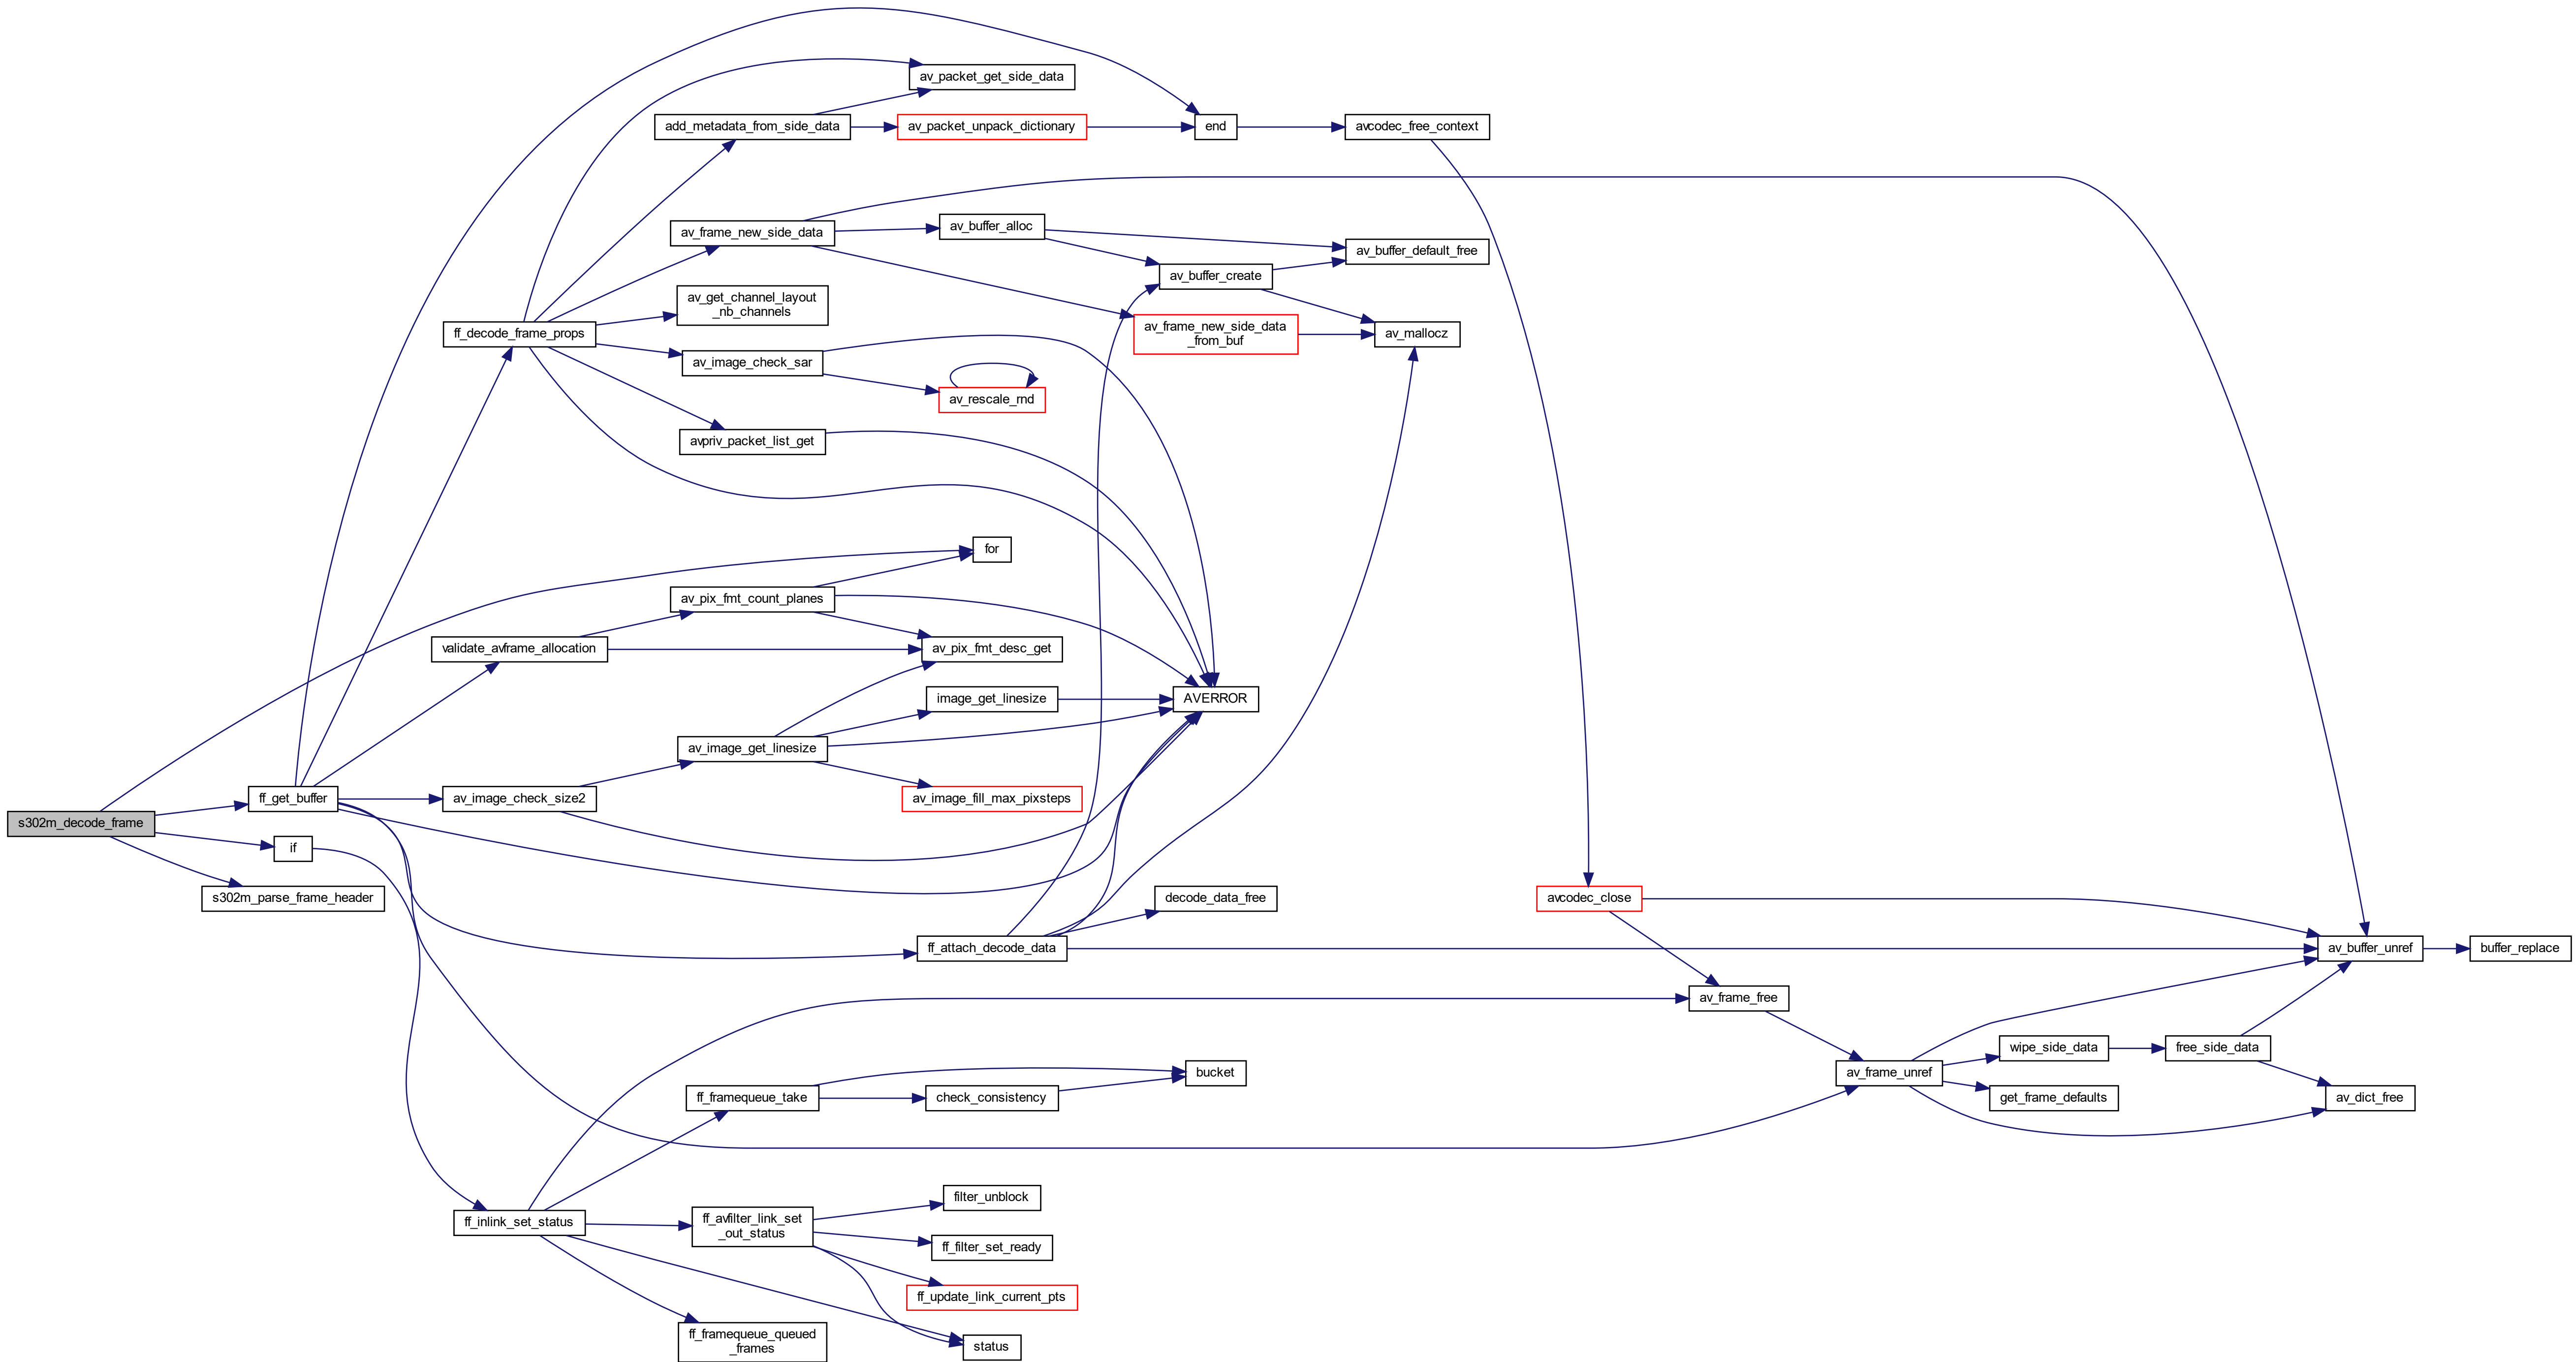 av_packet_get_side_data
add_metadata_from_side_data
av_packet_unpack_dictionary
end
avcodec_free_context
av_frame_new_side_data
av_buffer_alloc
av_buffer_default_free
av_buffer_create
av_get_channel_layout
_nb_channels
ff_decode_frame_props
av_frame_new_side_data
_from_buf
av_mallocz
av_image_check_sar
av_rescale_rnd
avpriv_packet_list_get
for
av_pix_fmt_count_planes
validate_avframe_allocation
av_pix_fmt_desc_get
image_get_linesize
AVERROR
av_image_get_linesize
ff_get_buffer
av_image_check_size2
av_image_fill_max_pixsteps
s302m_decode_frame
if
s302m_parse_frame_header
decode_data_free
avcodec_close
ff_attach_decode_data
av_buffer_unref
buffer_replace
av_frame_free
wipe_side_data
free_side_data
av_frame_unref
bucket
ff_framequeue_take
check_consistency
get_frame_defaults
av_dict_free
filter_unblock
ff_inlink_set_status
ff_avfilter_link_set
_out_status
ff_filter_set_ready
ff_update_link_current_pts
ff_framequeue_queued
_frames
status